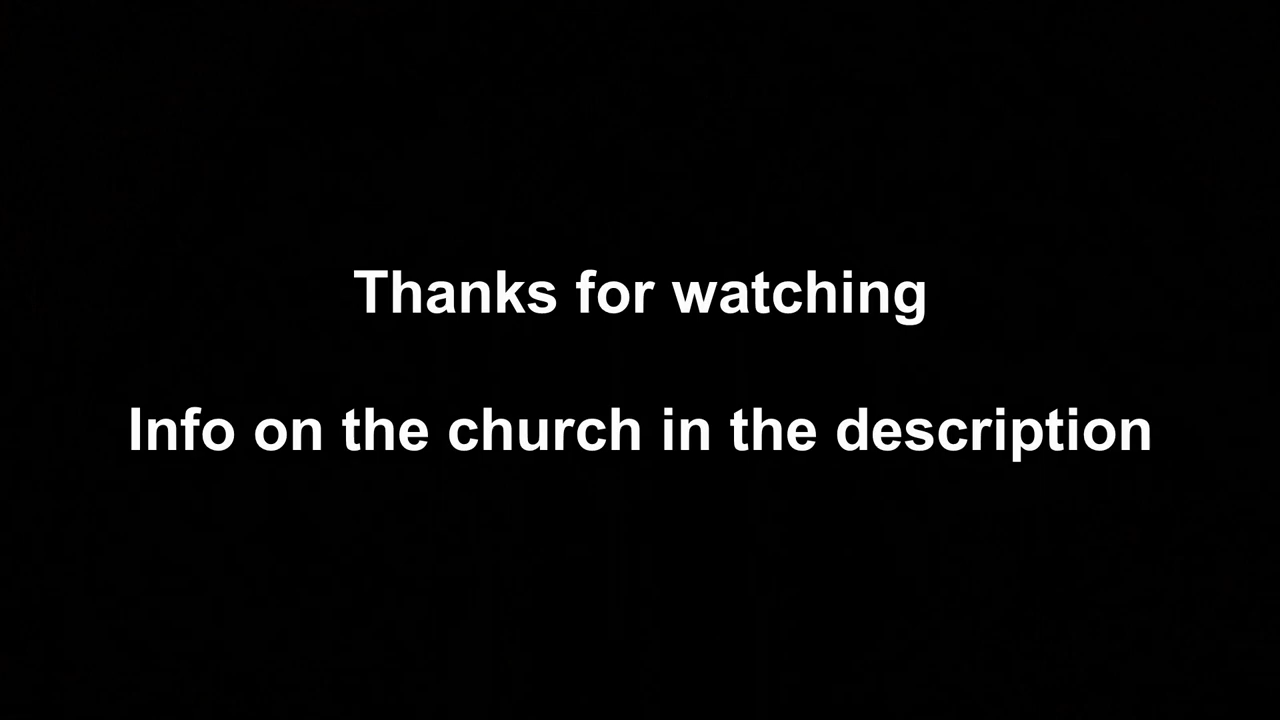 Thanks for watching
Info on the church in the description